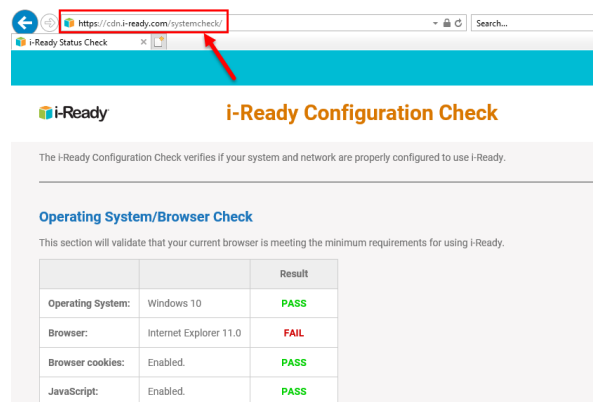 https://cdn.i-ready.com/systemcheck/
Search...
i-Ready Status Check
i-Ready
i-Ready Configuration Check
The i-Ready Configuration Check verifies if your system and network are properly configured to use i-Ready.
Operating System/Browser Check
This section will validate that your current browser is meeting the minimum requirements for using i-Ready.
Result
Operating System: Windows 10 PASS
Browser: Internet Explorer 11.0 FAIL
Browser cookies: Enabled. PASS
JavaScript: Enabled. PASS